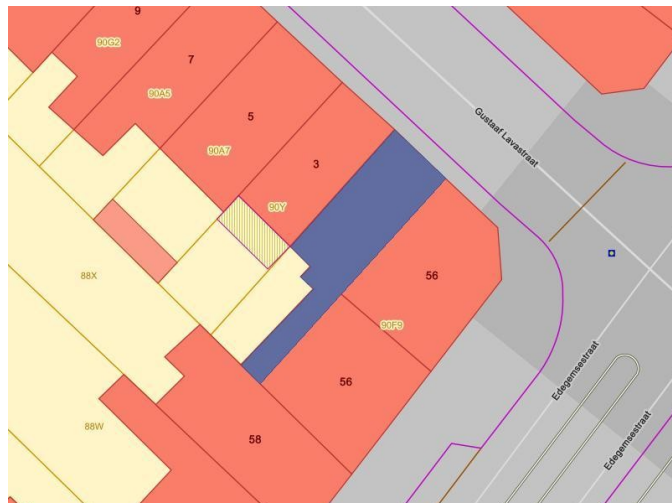 9
90G2
7
90A5
5
90A7
3
90Y
Gustaaf Lavastraat
56
90F9
56
58
88X
88W
Edegemsestraat
Edegemsestraat